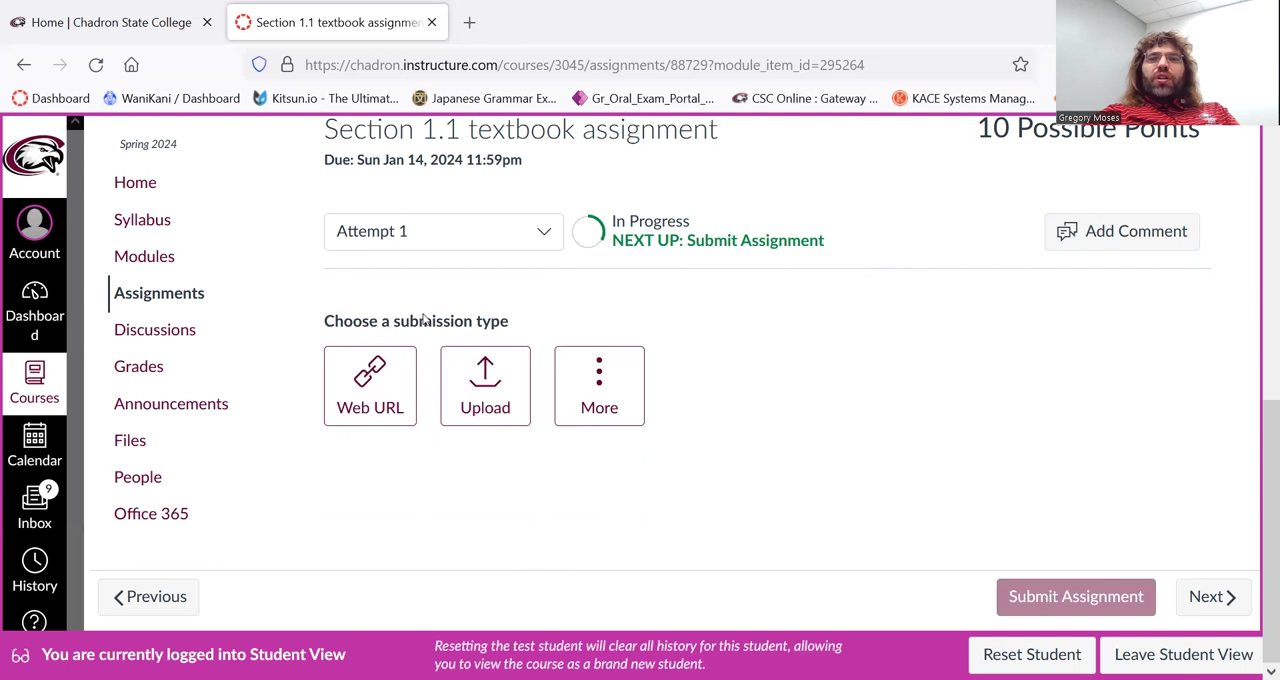 Home | Chadron State College
Section 1.1 textbook assignmen
https://chadron.instructure.com/courses/3045/assignments/88729?module_item_id=295264
Dashboard
WaniKani / Dashboard
Kitsun.io - The Ultimat...
Japanese Grammar Ex...
Gr_Oral_Exam_Portal_...
CSC Online : Gateway ...
KACE Systems Manag...
Gregory Moses
Account
Dashboar
d
Courses
Calendar
9
Inbox
History
Spring 2024
Home
Syllabus
Modules
Assignments
Discussions
Grades
Announcements
Files
People
Office 365
Section 1.1 textbook assignment
10 Possible Points
Due: Sun Jan 14, 2024 11:59pm
Attempt 1
In Progress
NEXT UP: Submit Assignment
Add Comment
Choose a submission type
Web URL
Upload
More
Previous
Submit Assignment
Next
You are currently logged into Student View
Resetting the test student will clear all history for this student, allowing
you to view the course as a brand new student.
Reset Student
Leave Student View